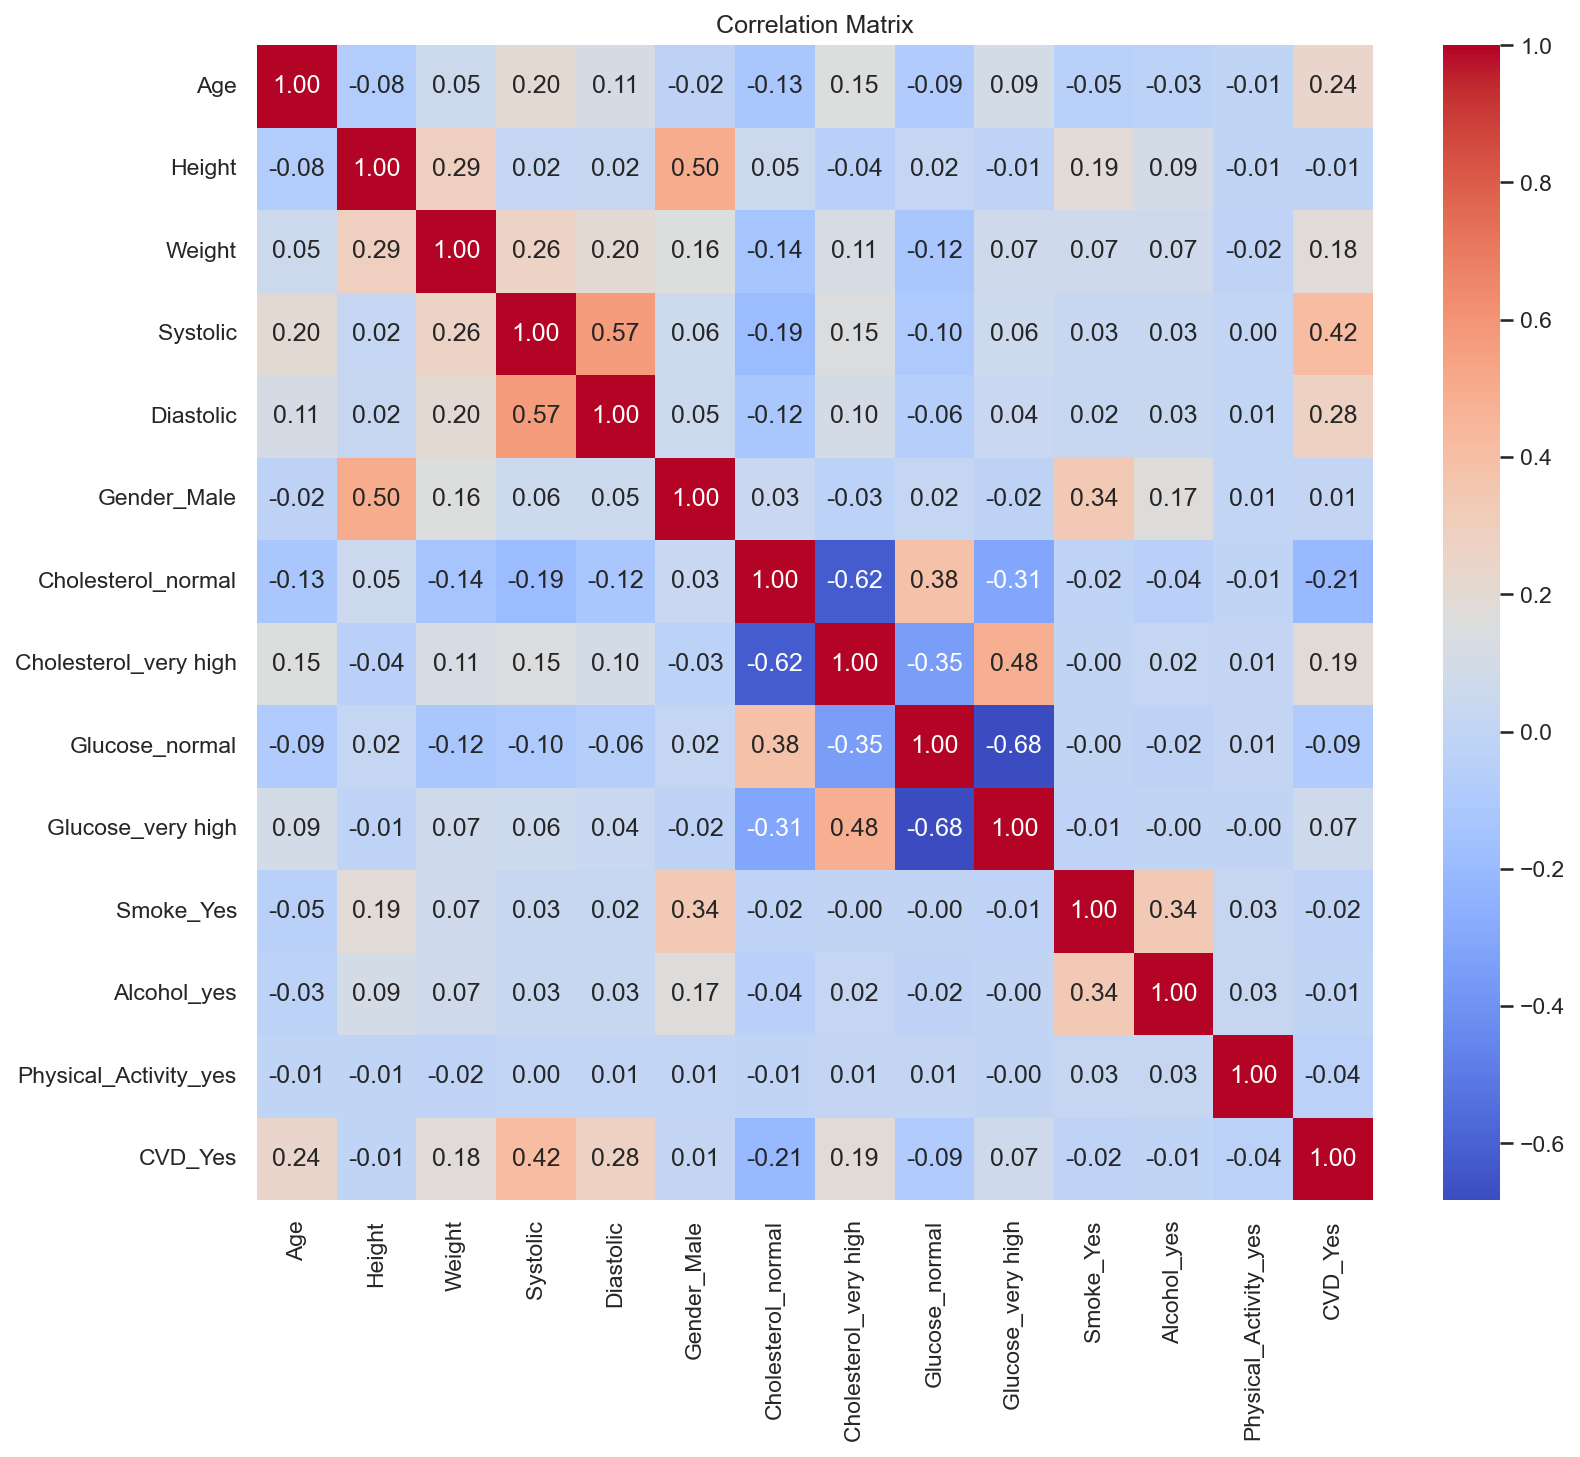 Correlation Matrix
Age 1.00 -0.08 0.05 0.20 0.11 -0.02 -0.13 0.15 -0.09 0.09 -0.05 -0.03 -0.01 0.24
Height -0.08 1.00 0.29 0.02 0.02 0.50 0.05 -0.04 0.02 -0.01 0.19 0.09 -0.01 -0.01
Weight 0.05 0.29 1.00 0.26 0.20 0.16 -0.14 0.11 -0.12 0.07 0.07 0.07 -0.02 0.18
Systolic 0.20 0.02 0.26 1.00 0.57 0.06 -0.19 0.15 -0.10 0.06 0.03 0.03 0.00 0.42
Diastolic 0.11 0.02 0.20 0.57 1.00 0.05 -0.12 0.10 -0.06 0.04 0.02 0.03 0.01 0.28
Gender_Male -0.02 0.50 0.16 0.06 0.05 1.00 0.03 -0.03 0.02 -0.02 0.34 0.17 0.01 0.01
Cholesterol_normal -0.13 0.05 -0.14 -0.19 -0.12 0.03 1.00 -0.62 0.38 -0.31 -0.02 -0.04 -0.01 -0.21
Cholesterol_very high 0.15 -0.04 0.11 0.15 0.10 -0.03 -0.62 1.00 -0.35 0.48 -0.00 0.02 0.01 0.19
Glucose_normal -0.09 0.02 -0.12 -0.10 -0.06 0.02 0.38 -0.35 1.00 -0.68 -0.00 -0.02 0.01 -0.09
Glucose_very high 0.09 -0.01 0.07 0.06 0.04 -0.02 -0.31 0.48 -0.68 1.00 -0.01 -0.00 -0.00 0.07
Smoke_Yes -0.05 0.19 0.07 0.03 0.02 0.34 -0.02 -0.00 -0.00 -0.01 1.00 0.34 0.03 -0.02
Alcohol_yes -0.03 0.09 0.07 0.03 0.03 0.17 -0.04 0.02 -0.02 -0.00 0.34 1.00 0.03 -0.01
Physical_Activity_yes -0.01 -0.01 -0.02 0.00 0.01 0.01 -0.01 0.01 0.01 -0.00 0.03 0.03 1.00 -0.04
CVD_Yes 0.24 -0.01 0.18 0.42 0.28 0.01 -0.21 0.19 -0.09 0.07 -0.02 -0.01 -0.04 1.00
Age
Height
Weight
Systolic
Diastolic
Gender_Male
Cholesterol_normal
Cholesterol_very high
Glucose_normal
Glucose_very high
Smoke_Yes
Alcohol_yes
Physical_Activity_yes
CVD_Yes
1.0
0.8
0.6
0.4
0.2
0.0
−0.2
−0.4
−0.6